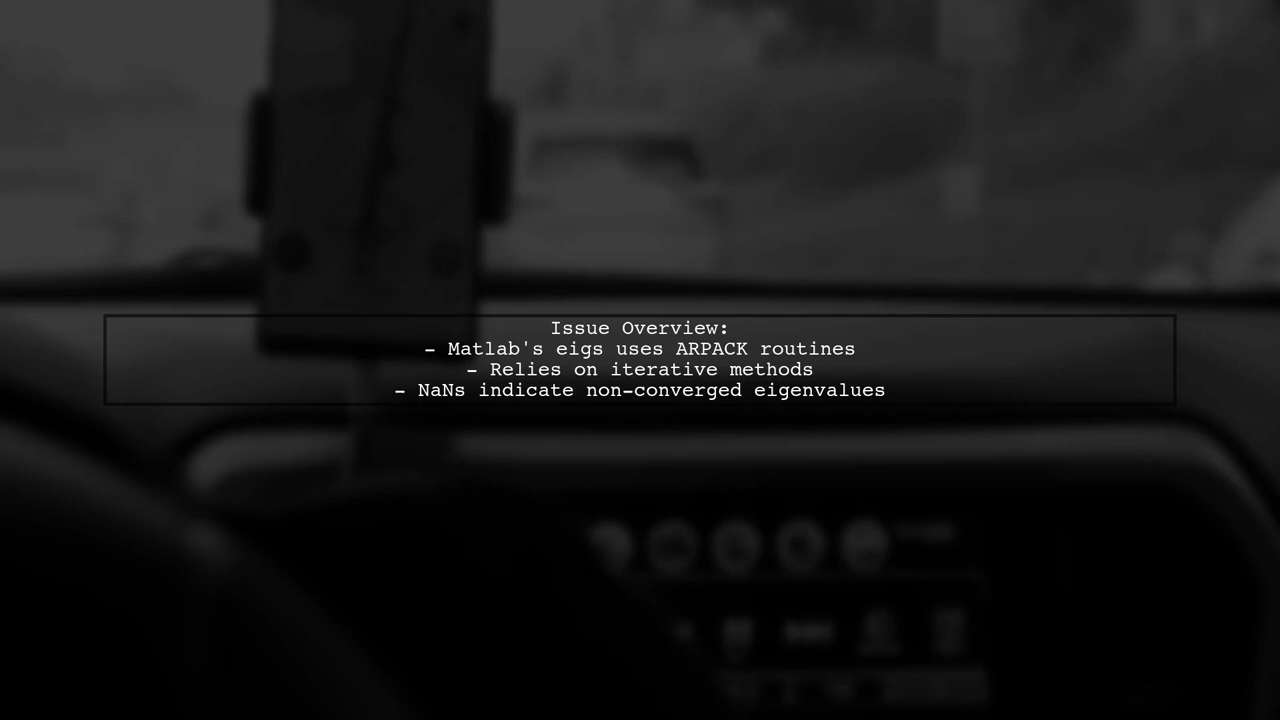 Issue Overview:
- Matlab's eigs uses ARPACK routines
- Relies on iterative methods
- NaNs indicate non-converged eigenvalues